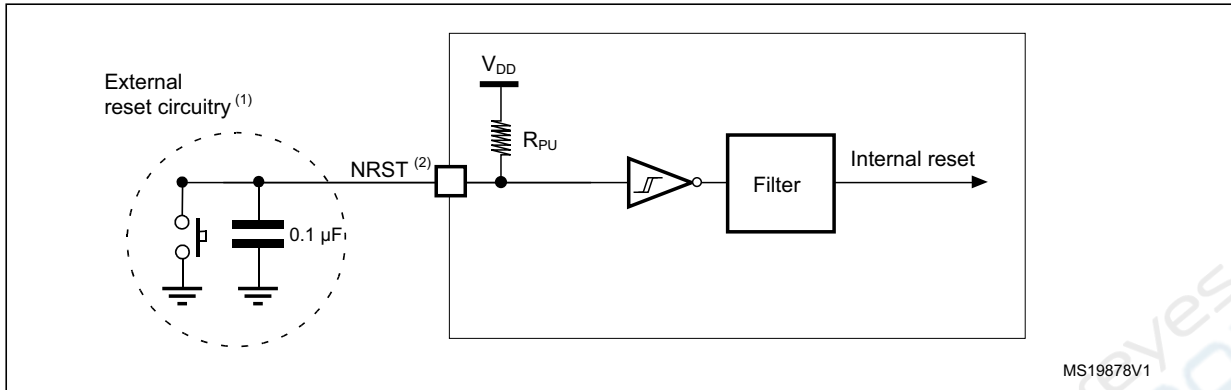 External
reset circuitry (1)
VDD
RPU
NRST (2)
0.1 µF
Filter
Internal reset
MS19878V1